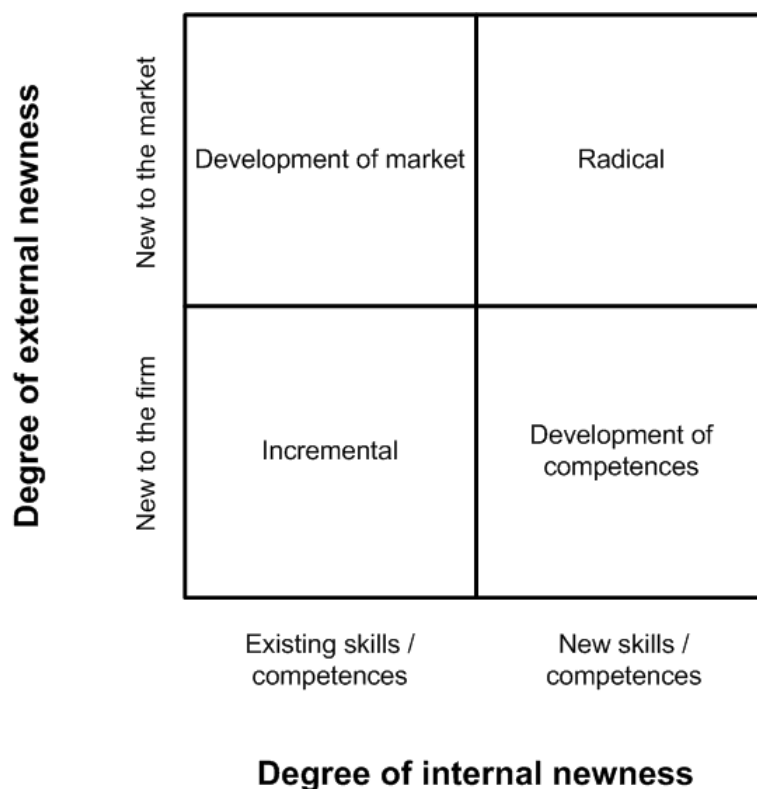 Degree of external newness
New to the market
New to the firm
Development of market
Radical
Incremental
Development of
competences
Existing skills /
competences
New skills /
competences
Degree of internal newness